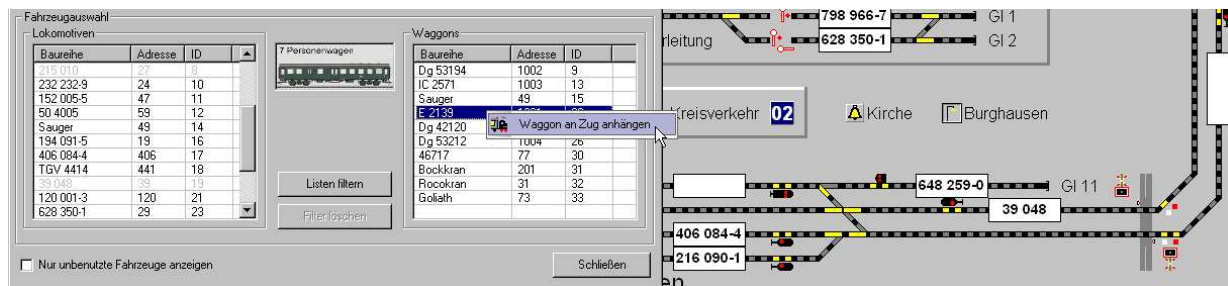 Fahrzeugauswahl
Lokomotiven
Baureihe Adresse ID
215 010 27 8
232 232-9 24 10
152 005-5 47 11
50 4005 59 12
Sauger 49 14
194 091-5 19 16
406 084-4 406 17
TGV 4414 441 18
39 048 39 19
120 001-3 120 21
628 350-1 29 23
7 Personenwagen
Listen filtern
Filter löschen
Waggons
Baureihe Adresse ID
Dg 53194 1002 9
IC 2571 1003 13
Sauger 49 15
E 2139
Dg 42120
Waggon an Zug anhängen
Dg 53212 1004 26
46717 77 30
Bockkran 201 31
Rocokran 31 32
Goliath 73 33
Nur unbenutzte Fahrzeuge anzeigen
Schließen
798 966-7 Gl 1
rleitung 628 350-1 Gl 2
Kreisverkehr 02 Kirche Burghausen
648 259-0 Gl 11
39 048
406 084-4
216 090-1